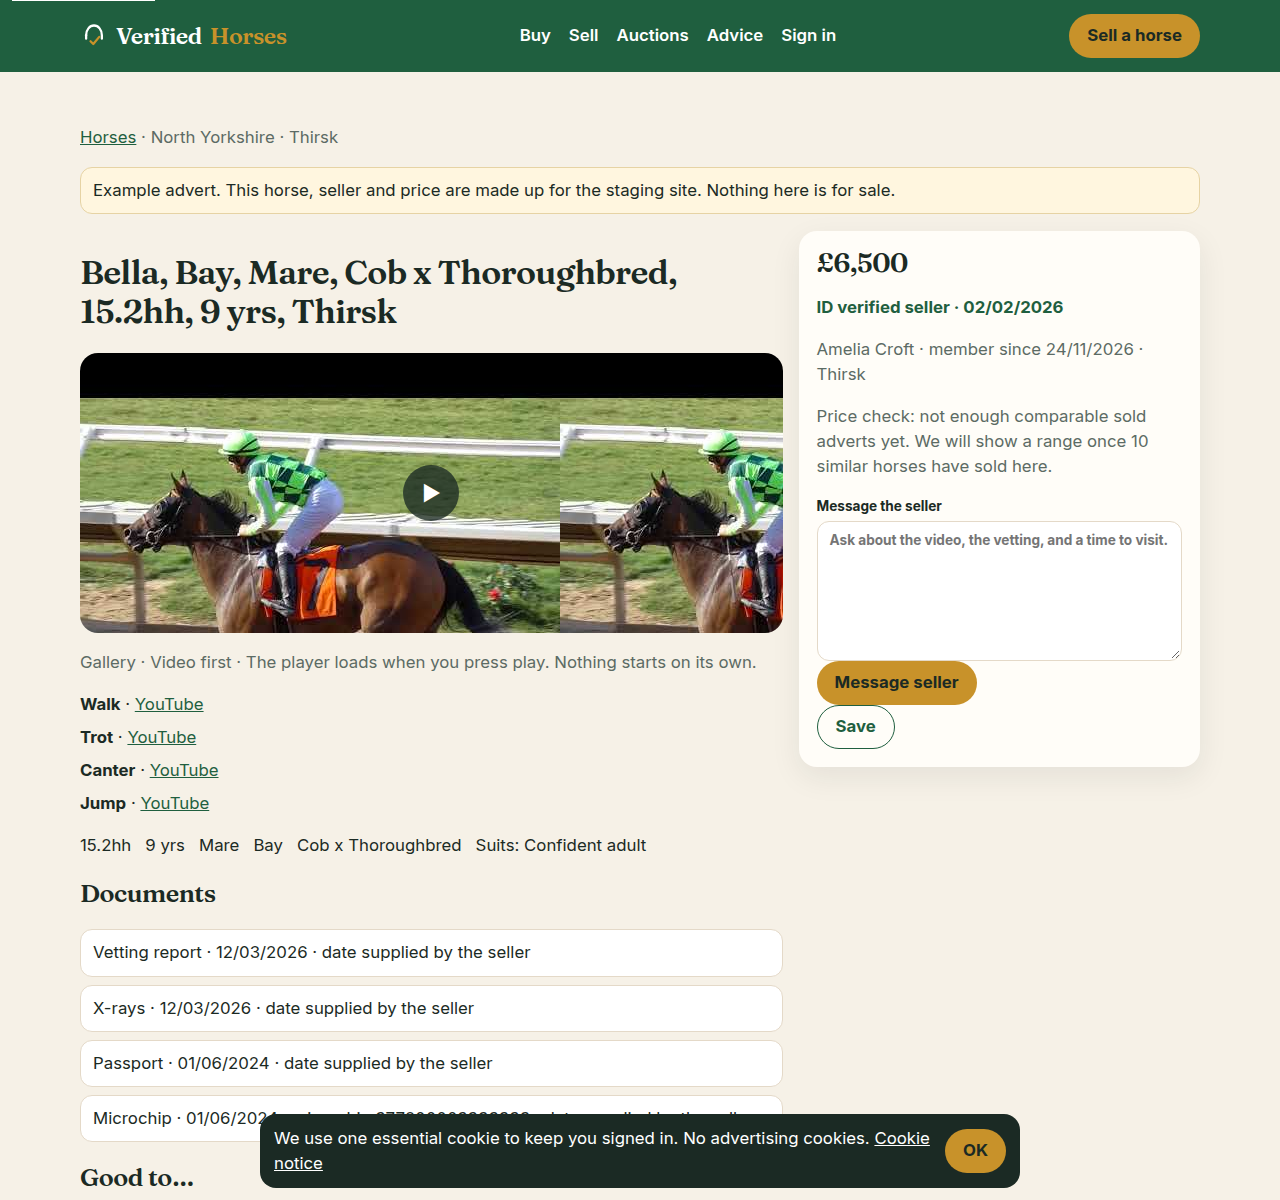 Verified Horses
Buy Sell Auctions Advice Sign in
Sell a horse
Horses · North Yorkshire · Thirsk
Example advert. This horse, seller and price are made up for the staging site. Nothing here is for sale.
Bella, Bay, Mare, Cob x Thoroughbred,
15.2hh, 9 yrs, Thirsk
7
Gallery · Video first · The player loads when you press play. Nothing starts on its own.
Walk · YouTube
Trot · YouTube
Canter · YouTube
Jump · YouTube
15.2hh 9 yrs Mare Bay Cob x Thoroughbred Suits: Confident adult
Documents
Vetting report · 12/03/2026 · date supplied by the seller
X-rays · 12/03/2026 · date supplied by the seller
Passport · 01/06/2024 · date supplied by the seller
Microchip · 01/06/2024
Good to…
£6,500
ID verified seller · 02/02/2026
Amelia Croft · member since 24/11/2026 ·
Thirsk
Price check: not enough comparable sold
adverts yet. We will show a range once 10
similar horses have sold here.
Message the seller
Ask about the video, the vetting, and a time to visit.
Message seller
Save
We use one essential cookie to keep you signed in. No advertising cookies. Cookie
notice
OK